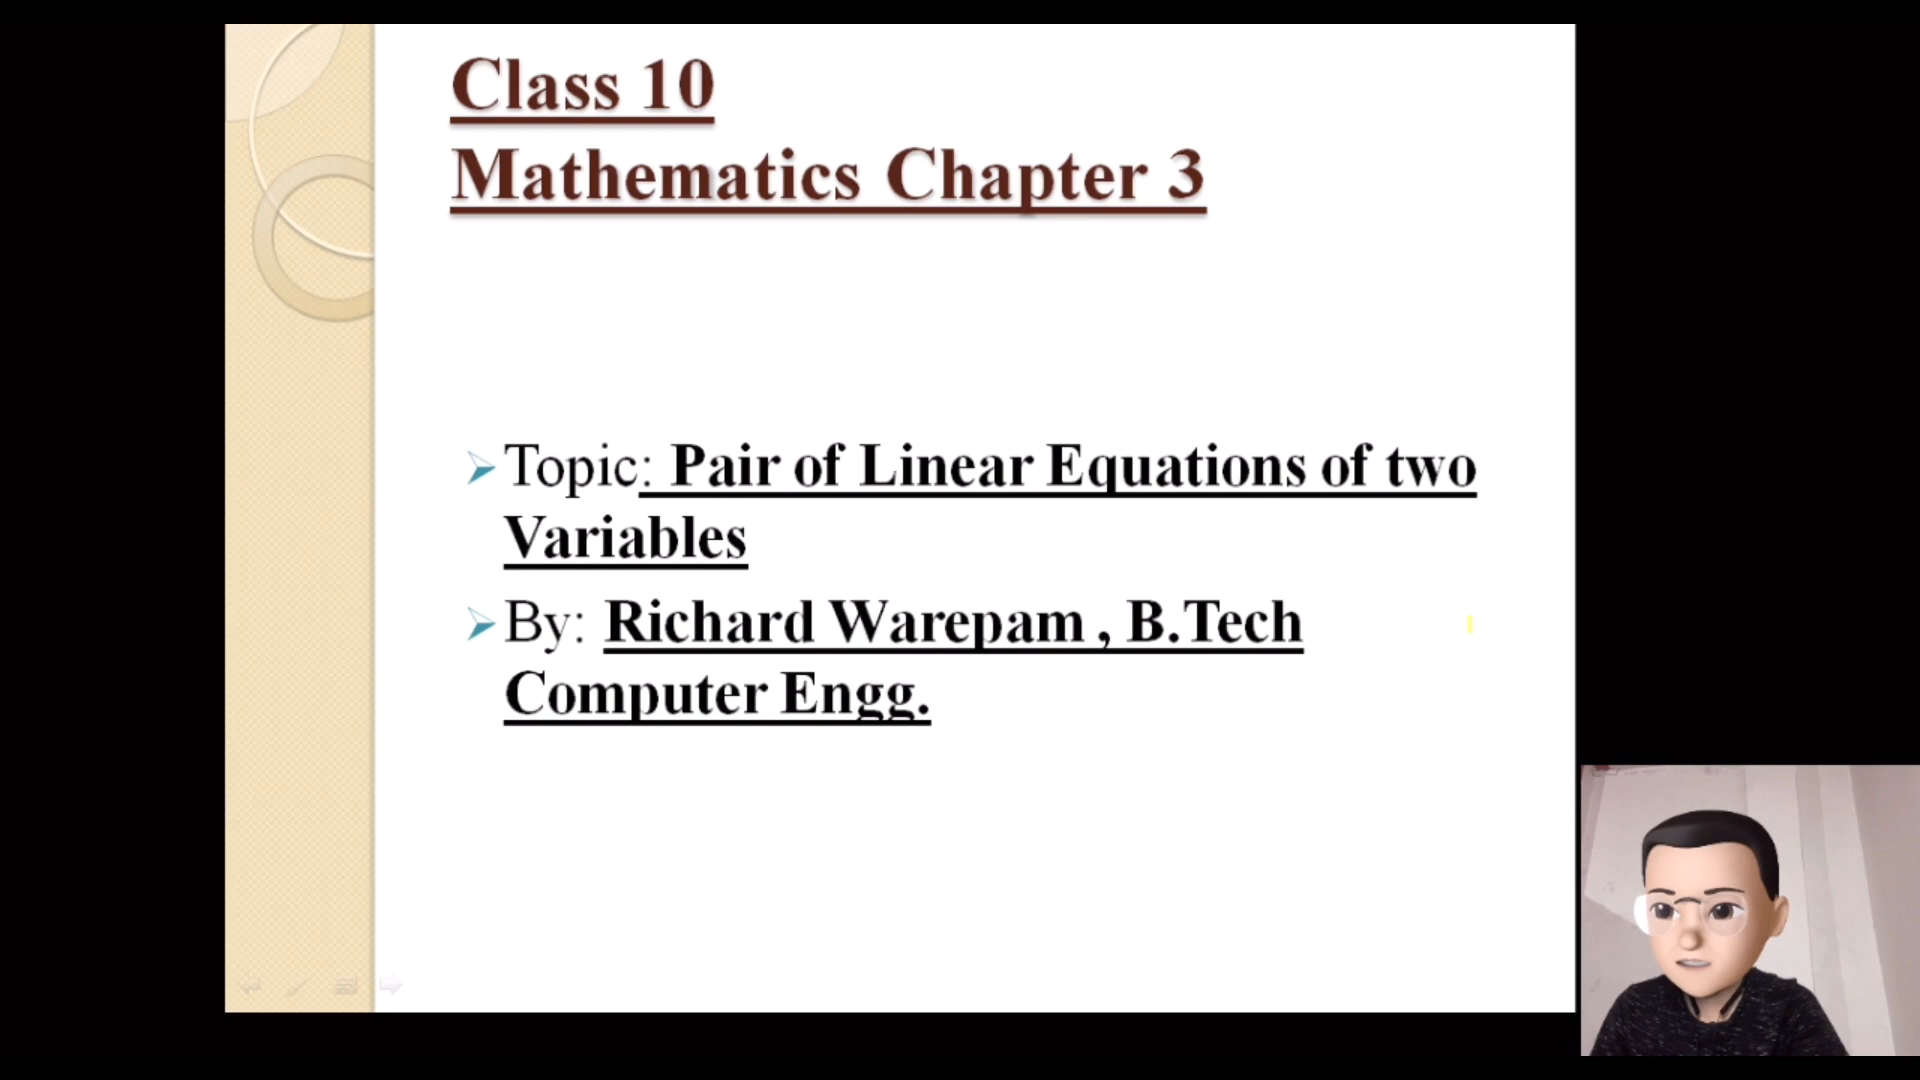 Class 10
Mathematics Chapter 3
Topic: Pair of Linear Equations of two
Variables
By: Richard Warepam , B.Tech
Computer Engg.